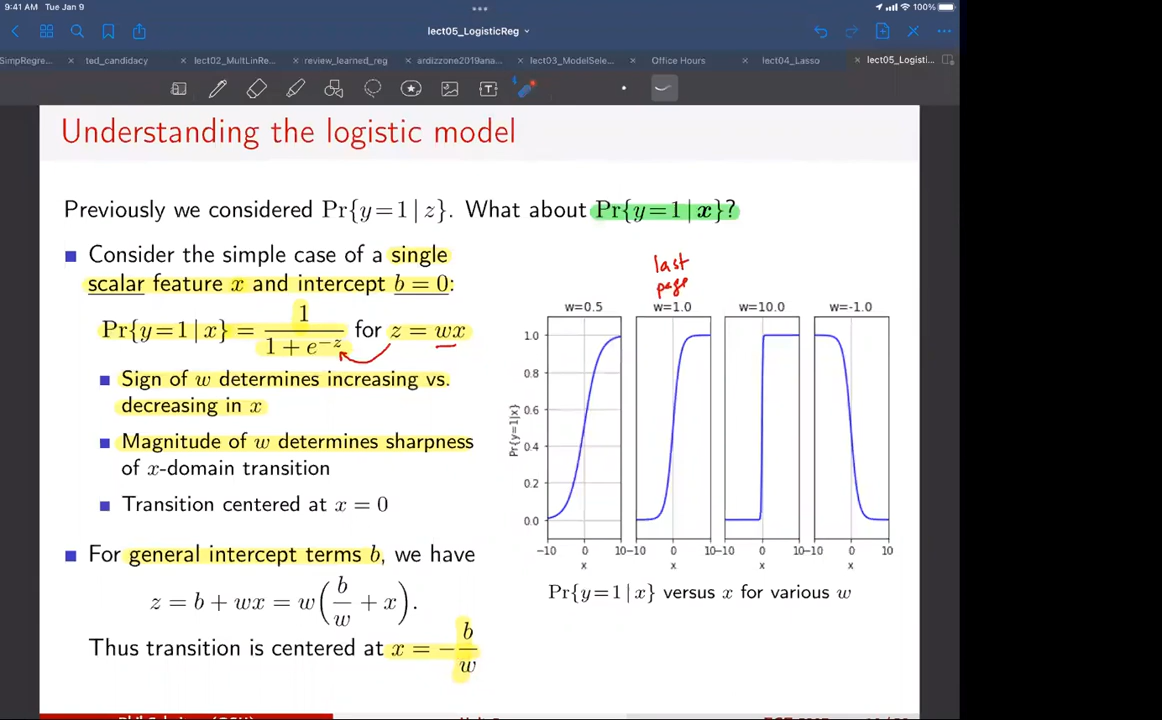 9:41 AM Tue Jan 9
100%
lect05_LogisticReg
SimpRegre...
ted_candidacy
lect02_MultLinRe...
review_learned_reg
ardizzone2019ana...
lect03_ModelSele...
Office Hours
lect04_Lasso
lect05_Logisti...
Understanding the logistic model
Previously we considered Pr{y=1 | z}. What about Pr{y=1 | x}?
Consider the simple case of a single
scalar feature x and intercept b = 0:
Pr{y=1 | x} = 1 / (1 + e^{-z}) for z = wx
Sign of w determines increasing vs.
decreasing in x
Magnitude of w determines sharpness
of x-domain transition
Transition centered at x = 0
For general intercept terms b, we have
z = b + wx = w(b/w + x).
Thus transition is centered at x = -b/w
last
page
w=0.5 w=1.0 w=10.0 w=-1.0
Pr{y=1|x}
1.0
0.8
0.6
0.4
0.2
0.0
-10 0 10 -10 0 10 -10 0 10 -10 0 10
x x x x
Pr{y=1 | x} versus x for various w